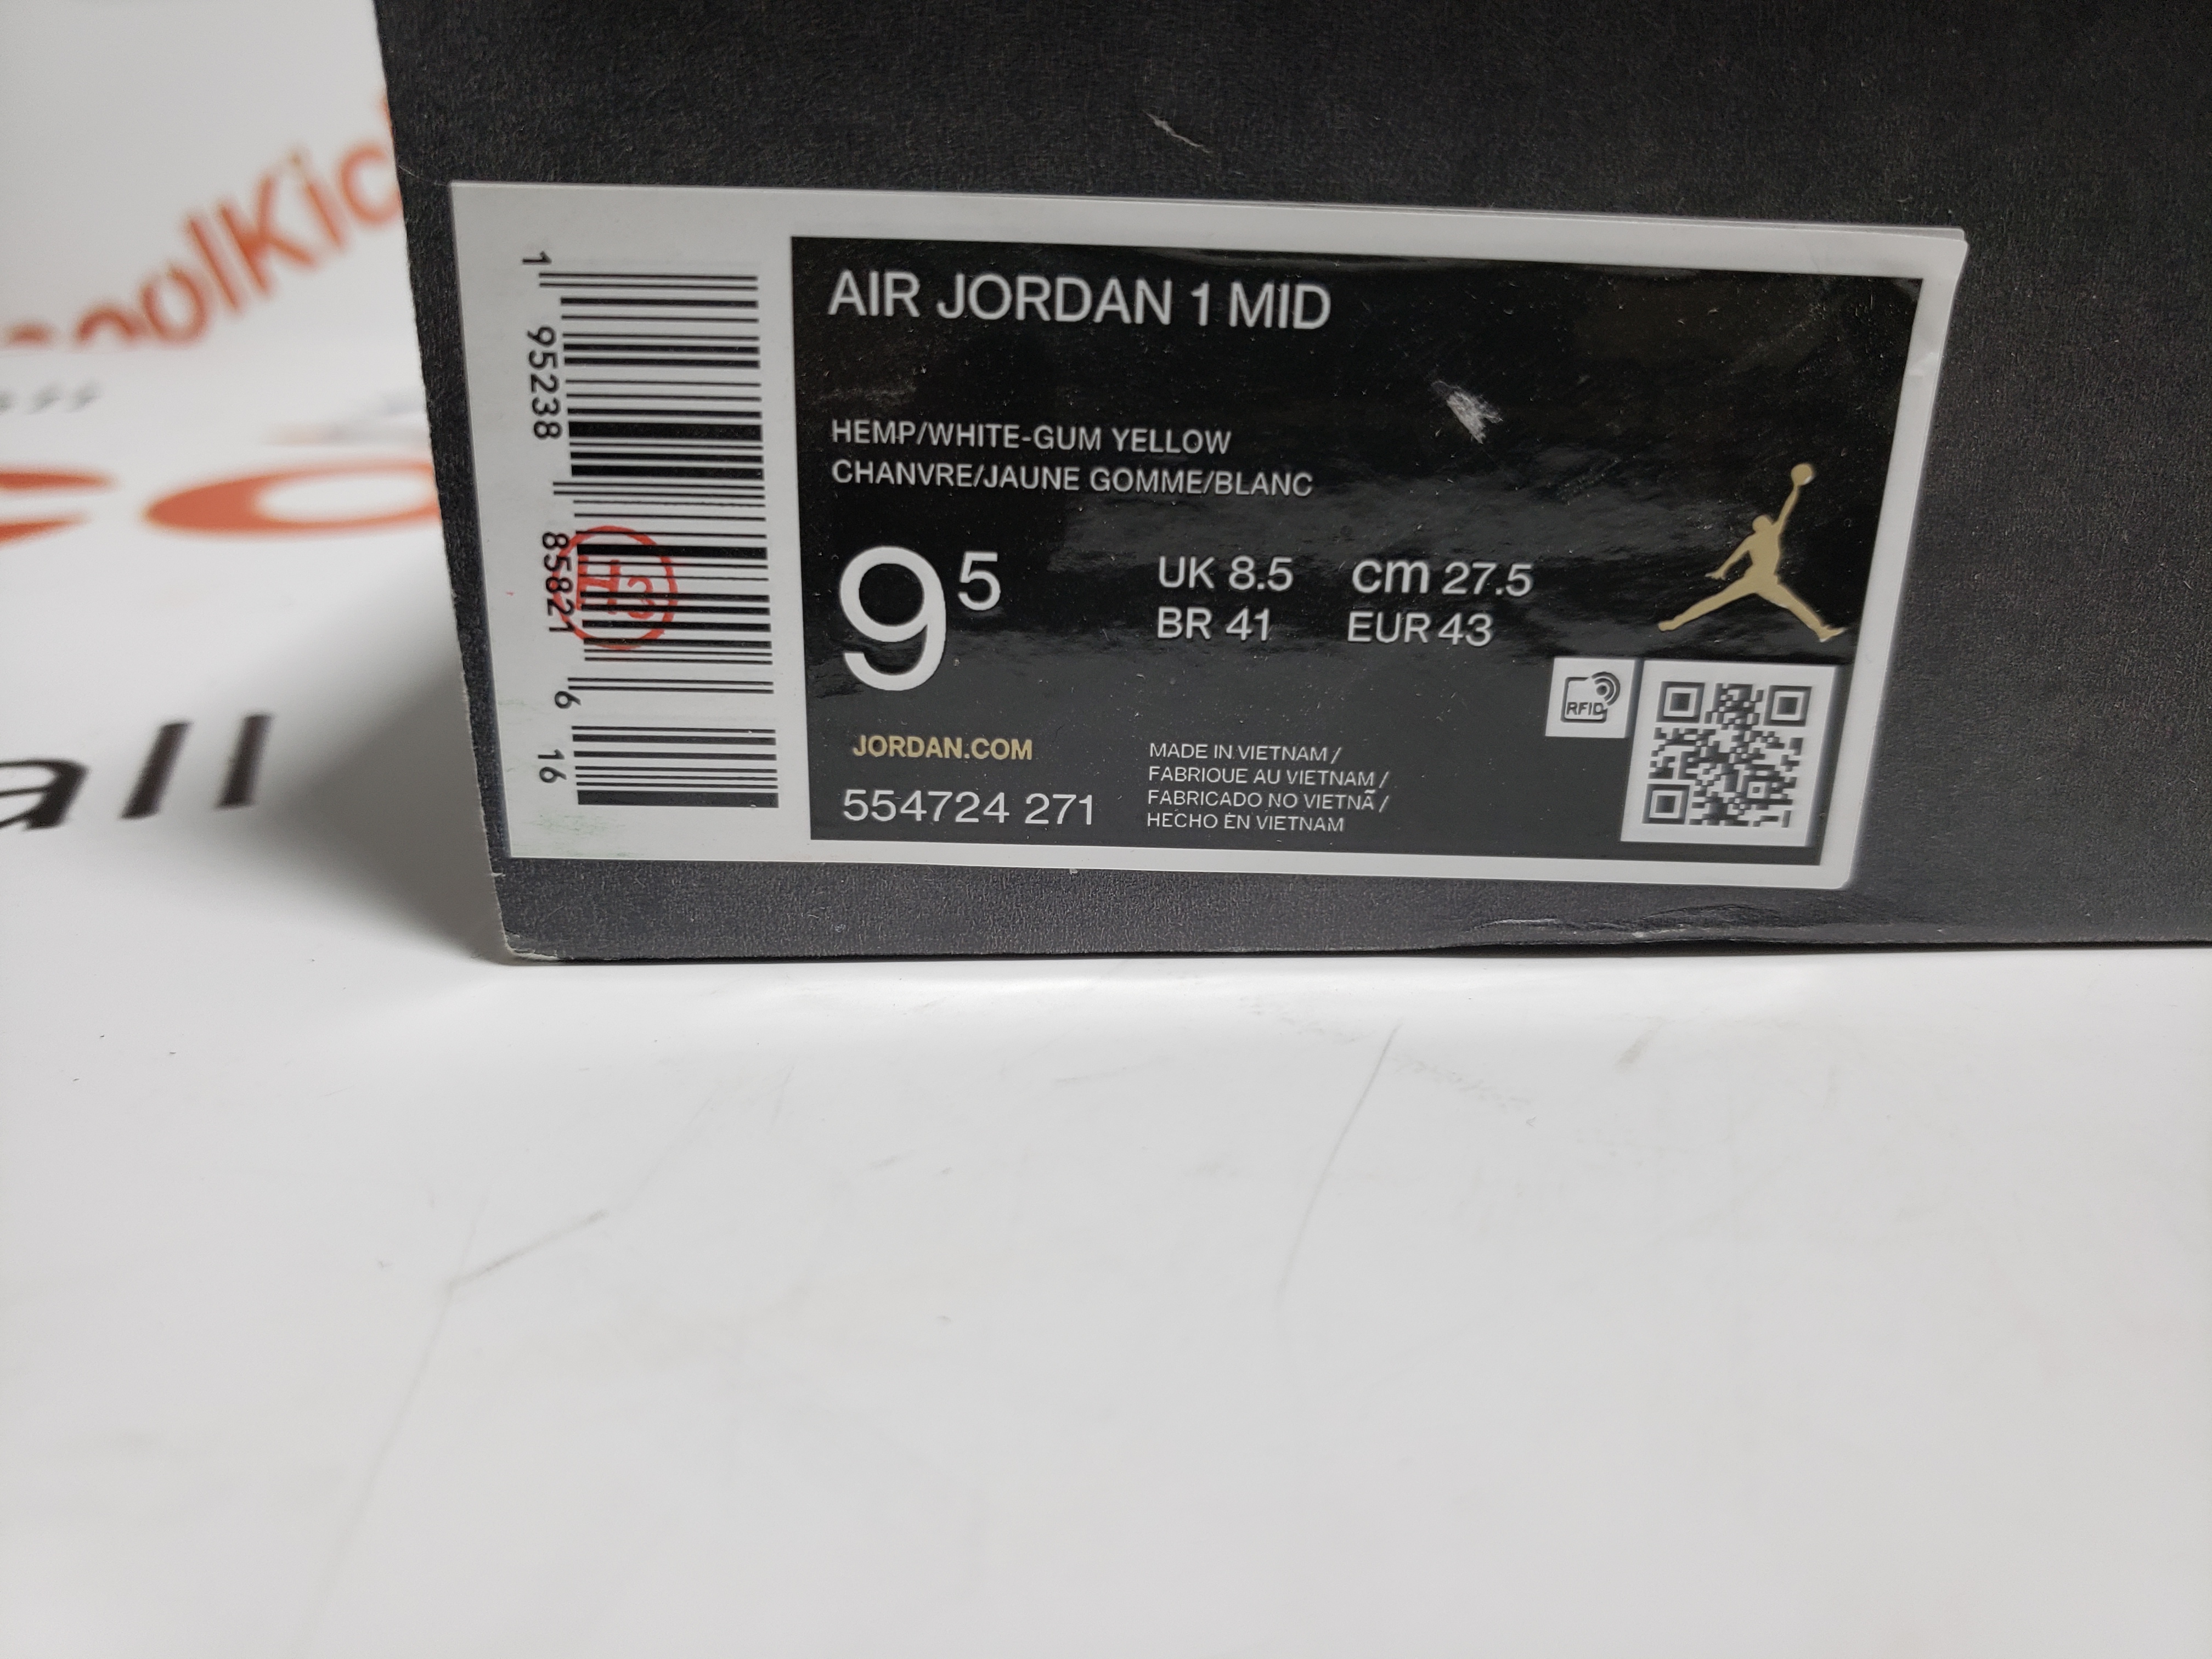 AIR JORDAN 1 MID
HEMP/WHITE-GUM YELLOW
CHANVRE/JAUNE GOMME/BLANC
9 5
UK 8.5 cm 27.5
BR 41 EUR 43
RFID
JORDAN.COM
554724 271
MADE IN VIETNAM /
FABRIQUE AU VIETNAM /
FABRICADO NO VIETNÃ /
HECHO EN VIETNAM
1 95238 85821 6 16
H3
all